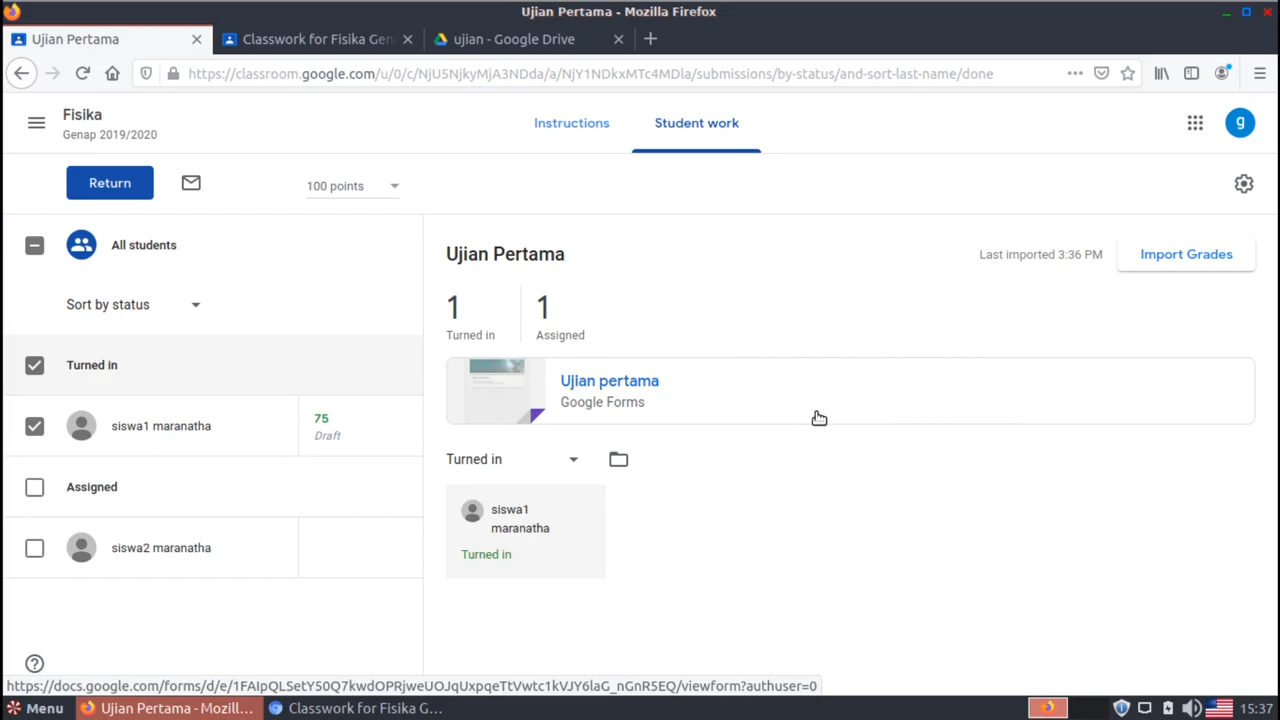 Ujian Pertama - Mozilla Firefox
Ujian Pertama
Classwork for Fisika Gen
ujian - Google Drive
https://classroom.google.com/u/0/c/NjU5NjkyMjA3NDda/a/NjY1NDkxMTc4MDla/submissions/by-status/and-sort-last-name/done
Fisika
Genap 2019/2020
Instructions
Student work
g
Return
100 points
All students
Sort by status
Turned in
siswa1 maranatha
75
Draft
Assigned
siswa2 maranatha
Ujian Pertama
Last imported 3:36 PM
Import Grades
1
Turned in
1
Assigned
Ujian pertama
Google Forms
Turned in
siswa1
maranatha
Turned in
https://docs.google.com/forms/d/e/1FAIpQLSetY50Q7kwdOPRjweUOJqUxpqeTtVwtc1kVJY6laG_nGnR5EQ/viewform?authuser=0
Menu
Ujian Pertama - Mozill...
Classwork for Fisika G...
15:37